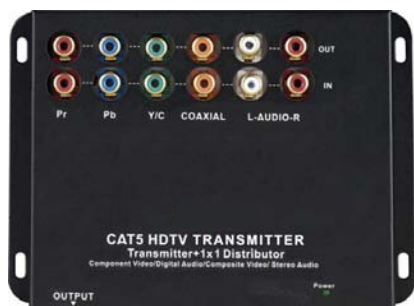 OUT
IN
Pr Pb Y/C COAXIAL L-AUDIO-R
CAT5 HDTV TRANSMITTER
Transmitter+1x1 Distributor
Component Video/Digital Audio/Composite Video/ Stereo Audio
Power
OUTPUT